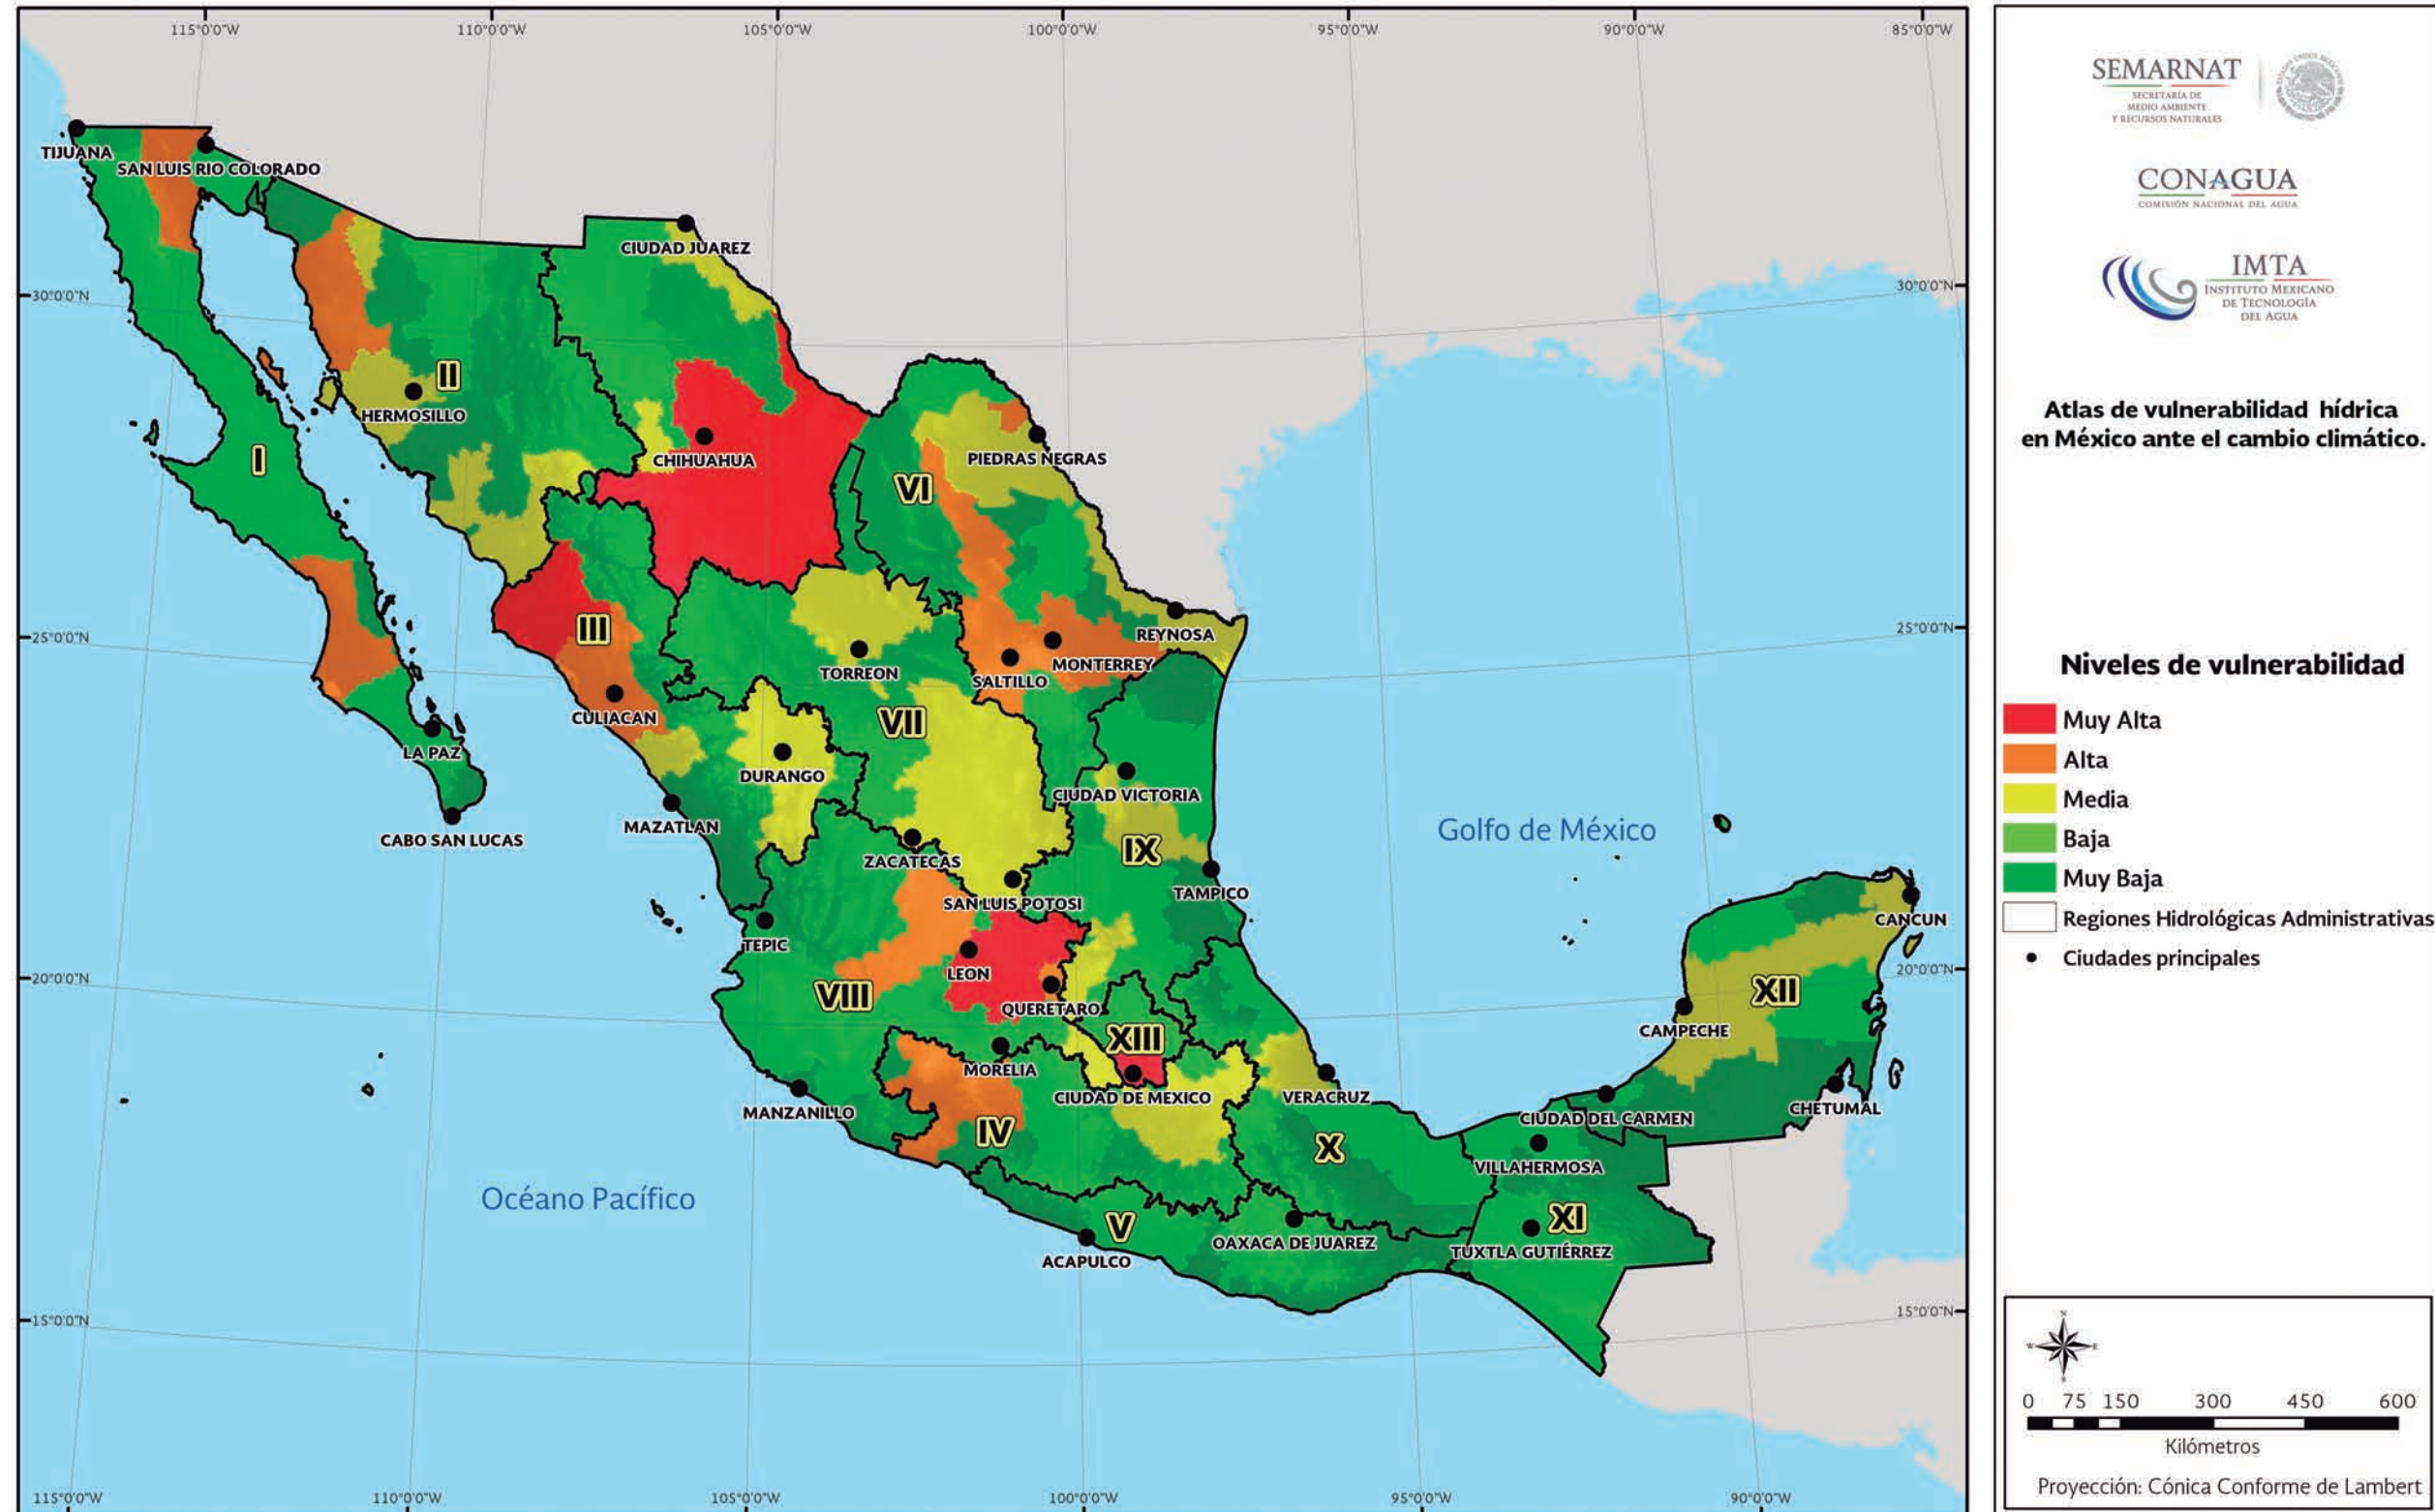 115°0'0"W 110°0'0"W 105°0'0"W 100°0'0"W 95°0'0"W 90°0'0"W 85°0'0"W
30°0'0"N 30°0'0"N
25°0'0"N 25°0'0"N
20°0'0"N 20°0'0"N
15°0'0"N 15°0'0"N
115°0'0"W 110°0'0"W 105°0'0"W 100°0'0"W 95°0'0"W 90°0'0"W
TIJUANA
SAN LUIS RIO COLORADO
CIUDAD JUAREZ
II
HERMOSILLO
I
CHIHUAHUA
PIEDRAS NEGRAS
VI
III
REYNOSA
MONTERREY
TORREON
SALTILLO
CULIACAN
VII
LA PAZ
DURANGO
CIUDAD VICTORIA
MAZATLAN
CABO SAN LUCAS
ZACATECAS
IX
Golfo de México
TAMPICO
SAN LUIS POTOSI
CANCUN
TEPIC
LEON
VIII
XII
QUERETARO
CAMPECHE
XIII
MORELIA
CIUDAD DE MEXICO
VERACRUZ
MANZANILLO
CIUDAD DEL CARMEN
CHETUMAL
IV
X
VILLAHERMOSA
Océano Pacífico
V
XI
OAXACA DE JUAREZ
TUXTLA GUTIÉRREZ
ACAPULCO
SEMARNAT
SECRETARÍA DE
MEDIO AMBIENTE
Y RECURSOS NATURALES
CONAGUA
COMISIÓN NACIONAL DEL AGUA
IMTA
INSTITUTO MEXICANO
DE TECNOLOGÍA
DEL AGUA
Atlas de vulnerabilidad hídrica
en México ante el cambio climático.
Niveles de vulnerabilidad
Muy Alta
Alta
Media
Baja
Muy Baja
Regiones Hidrológicas Administrativas
Ciudades principales
N
W E
S
0 75 150 300 450 600
Kilómetros
Proyección: Cónica Conforme de Lambert